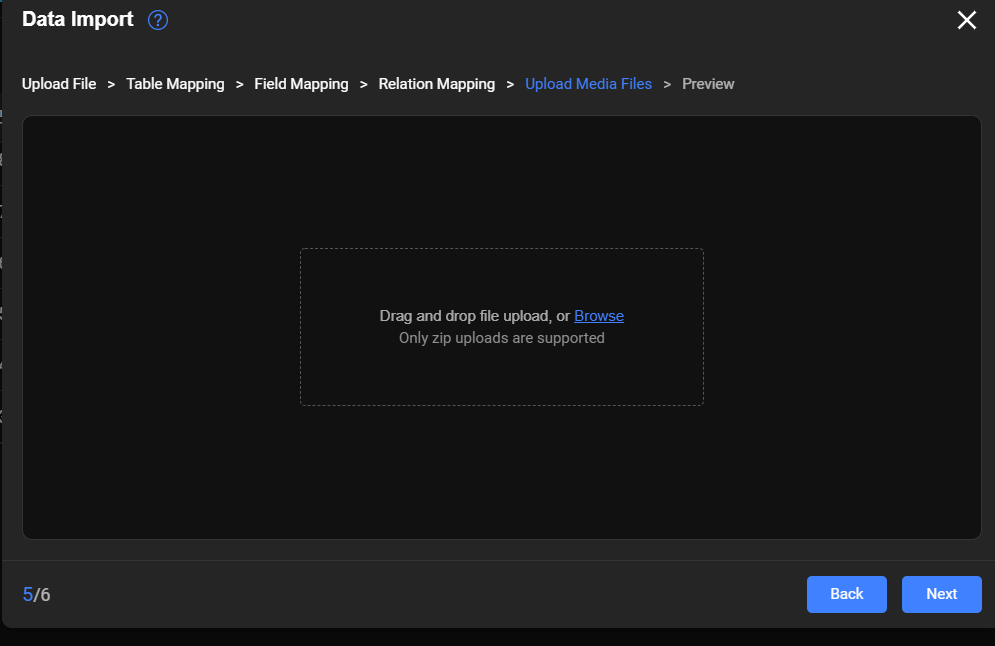 Data Import ?
Upload File > Table Mapping > Field Mapping > Relation Mapping > Upload Media Files > Preview
Drag and drop file upload, or Browse
Only zip uploads are supported
5/6
Back Next